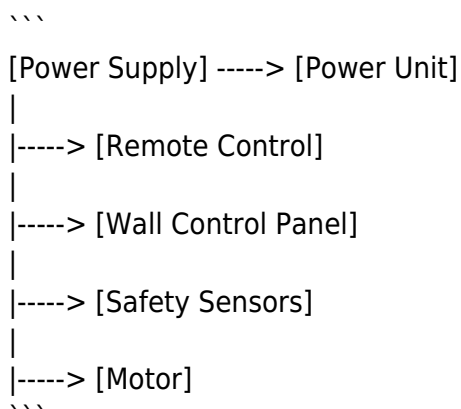 ```
[Power Supply] -----> [Power Unit]
|
|-----> [Remote Control]
|
|-----> [Wall Control Panel]
|
|-----> [Safety Sensors]
|
|-----> [Motor]
```